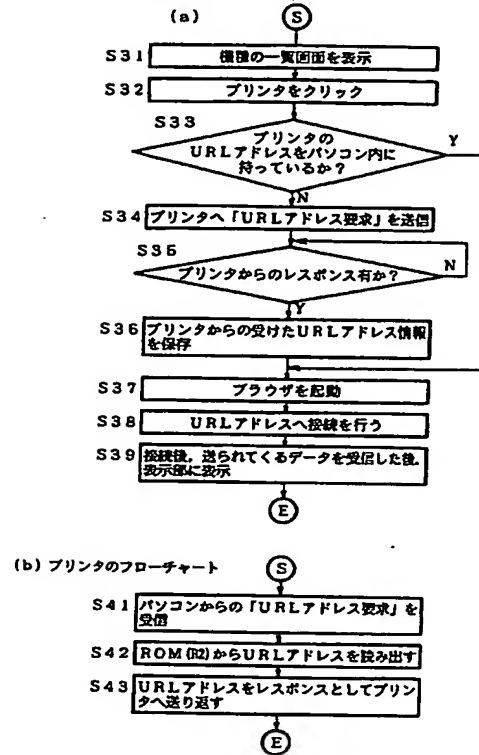 (a)
S
S31 機種の一覧画面を表示
S32 プリンタをクリック
S33
プリンタの
URLアドレスをパソコン内に
持っているか?
Y
N
S34 プリンタへ「URLアドレス要求」を送信
S35
プリンタからのレスポンス有か?
N
Y
S36 プリンタからの受けたURLアドレス情報
を保存
S37 ブラウザを起動
S38 URLアドレスへ接続を行う
S39 接続後,送られてくるデータを受信した後,
表示部に表示
E
(b) プリンタのフローチャート
S
S41 パソコンからの「URLアドレス要求」を
受信
S42 ROM(R2)からURLアドレスを読み出す
S43 URLアドレスをレスポンスとしてプリン
タへ送り返す
E